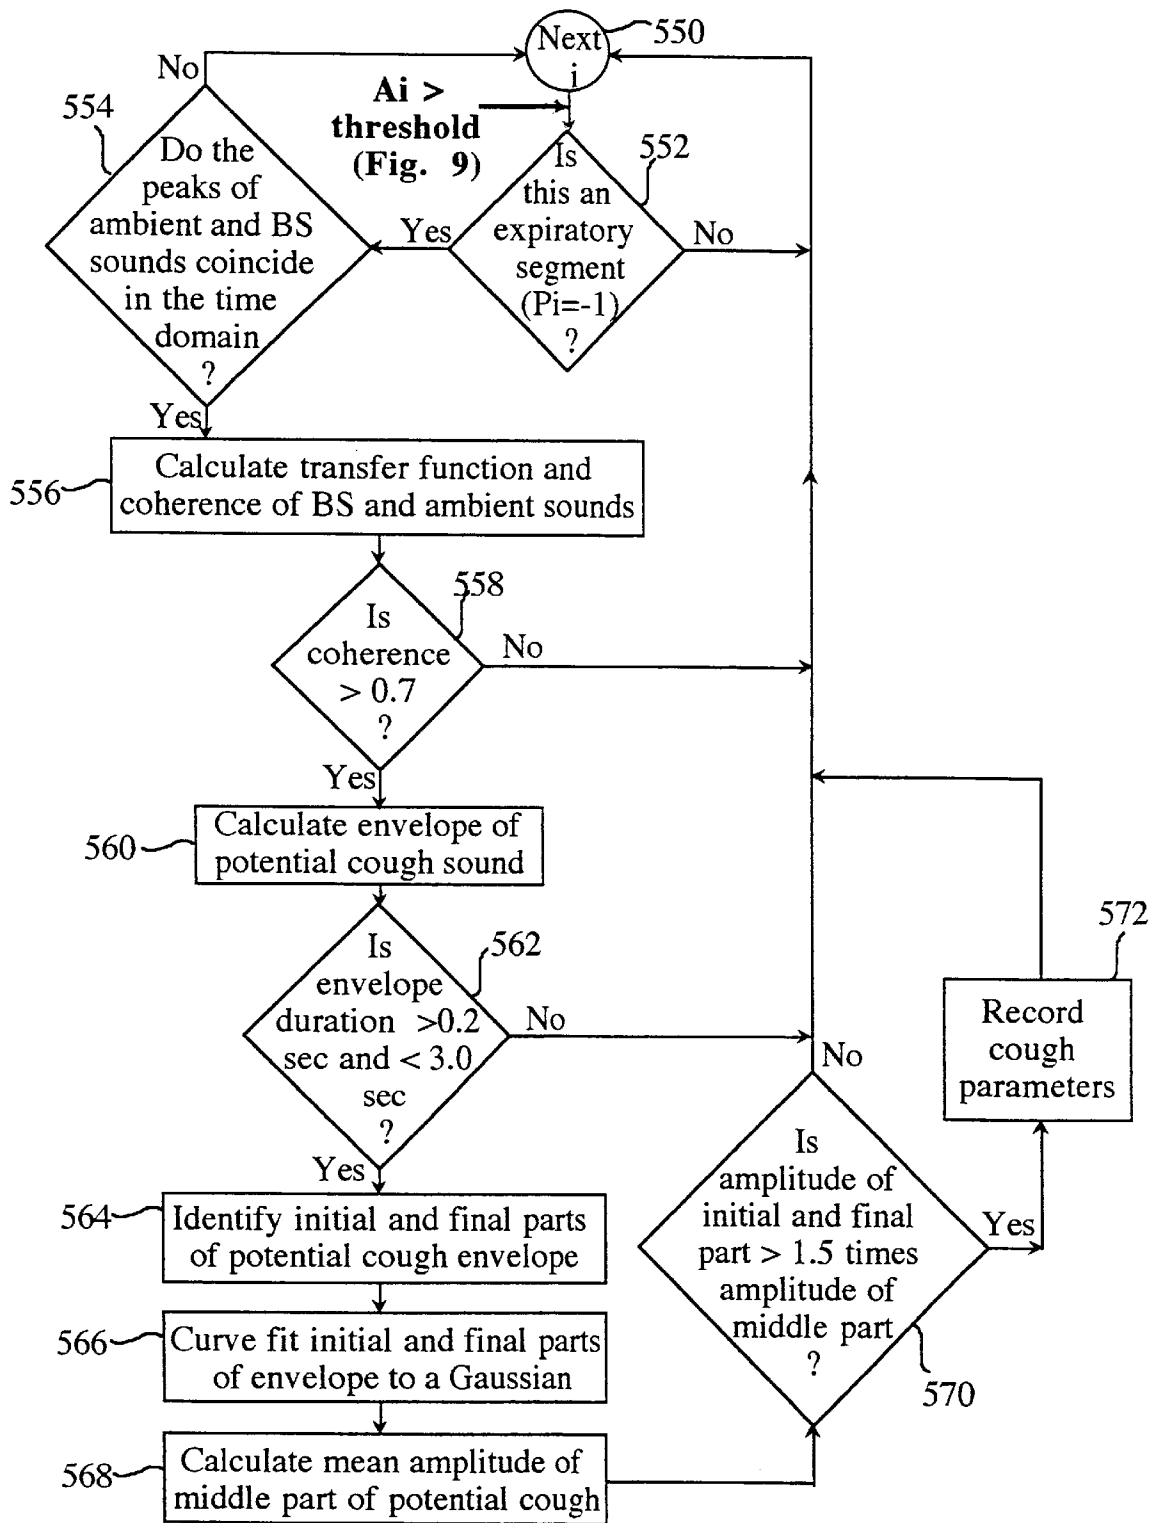 Next
i
550
Ai >
threshold
(Fig. 9)
No
554
Do the
peaks of
ambient and BS
sounds coincide
in the time
domain
?
552
Is
this an
expiratory
segment
(Pi=-1)
?
Yes
No
Yes
556
Calculate transfer function and
coherence of BS and ambient sounds
558
Is
coherence
> 0.7
?
No
Yes
560
Calculate envelope of
potential cough sound
562
Is
envelope
duration >0.2
sec and < 3.0
sec
?
No
Yes
564
Identify initial and final parts
of potential cough envelope
566
Curve fit initial and final parts
of envelope to a Gaussian
568
Calculate mean amplitude of
middle part of potential cough
No
Is
amplitude of
initial and final
part > 1.5 times
amplitude of
middle part
?
570
Yes
572
Record
cough
parameters